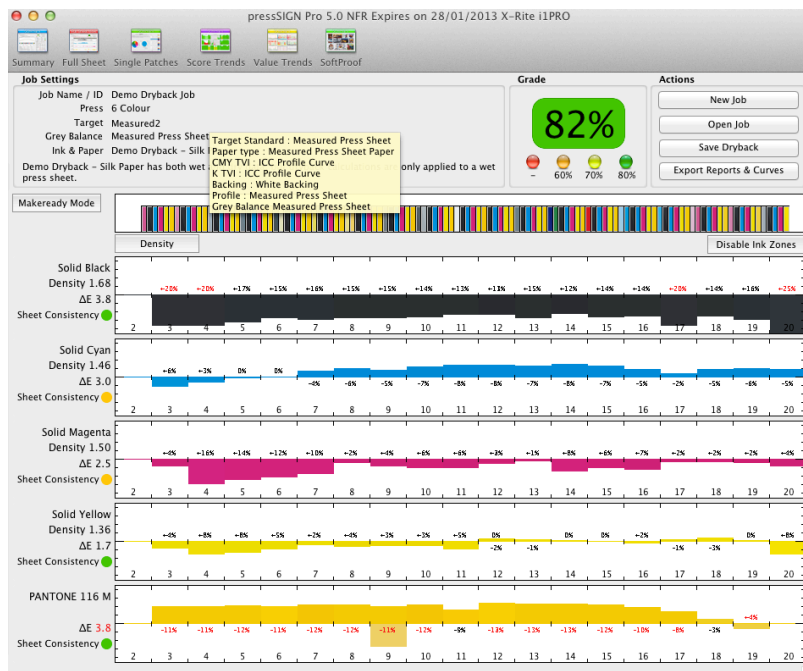 pressSIGN Pro 5.0 NFR Expires on 28/01/2013 X-Rite i1PRO
Summary Full Sheet Single Patches Score Trends Value Trends SoftProof
Job Settings
Job Name / ID Demo Dryback Job
Press 6 Colour
Target Measured2
Grey Balance Measured Press Sheet
Ink & Paper Demo Dryback - Silk
Demo Dryback - Silk Paper has both wet a
only applied to a wet
press sheet.
Target Standard : Measured Press Sheet
Paper type : Measured Press Sheet Paper
CMY TVI : ICC Profile Curve
K TVI : ICC Profile Curve
Backing : White Backing
Profile : Measured Press Sheet
Grey Balance Measured Press Sheet
Grade
82%
- 60% 70% 80%
Actions
New Job
Open Job
Save Dryback
Export Reports & Curves
Makeready Mode
Density
Disable Ink Zones
Solid Black
Density 1.68
ΔE 3.8
Sheet Consistency
+20% +20% +17% +15% +16% +15% +15% +14% +13% +13% +15% +12% +14% +14% +20% +14% +16% +25%
2 3 4 5 6 7 8 9 10 11 12 13 14 15 16 17 18 19 20
Solid Cyan
Density 1.46
ΔE 3.0
Sheet Consistency
+6% +3% 0% 0%
-4% -6% -5% -7% -8% -8% -7% -8% -7% -5% -2% -5% -6% -5%
2 3 4 5 6 7 8 9 10 11 12 13 14 15 16 17 18 19 20
Solid Magenta
Density 1.50
ΔE 2.5
Sheet Consistency
+4% +16% +14% +12% +10% +2% +4% +6% +6% +3% +1% +8% +6% +7% +2% +2% +2% +4%
2 3 4 5 6 7 8 9 10 11 12 13 14 15 16 17 18 19 20
Solid Yellow
Density 1.36
ΔE 1.7
Sheet Consistency
+4% +8% +8% +5% +2% +4% +3% +3% +5% 0% 0% 0% +2% 0% +8%
-2% -1% -1% -3%
2 3 4 5 6 7 8 9 10 11 12 13 14 15 16 17 18 19 20
PANTONE 116 M
ΔE 3.8
Sheet Consistency
+4%
-11% -11% -12% -11% -12% -12% -11% -12% -9% -13% -13% -13% -12% -10% -8% -3%
2 3 4 5 6 7 8 9 10 11 12 13 14 15 16 17 18 19 20